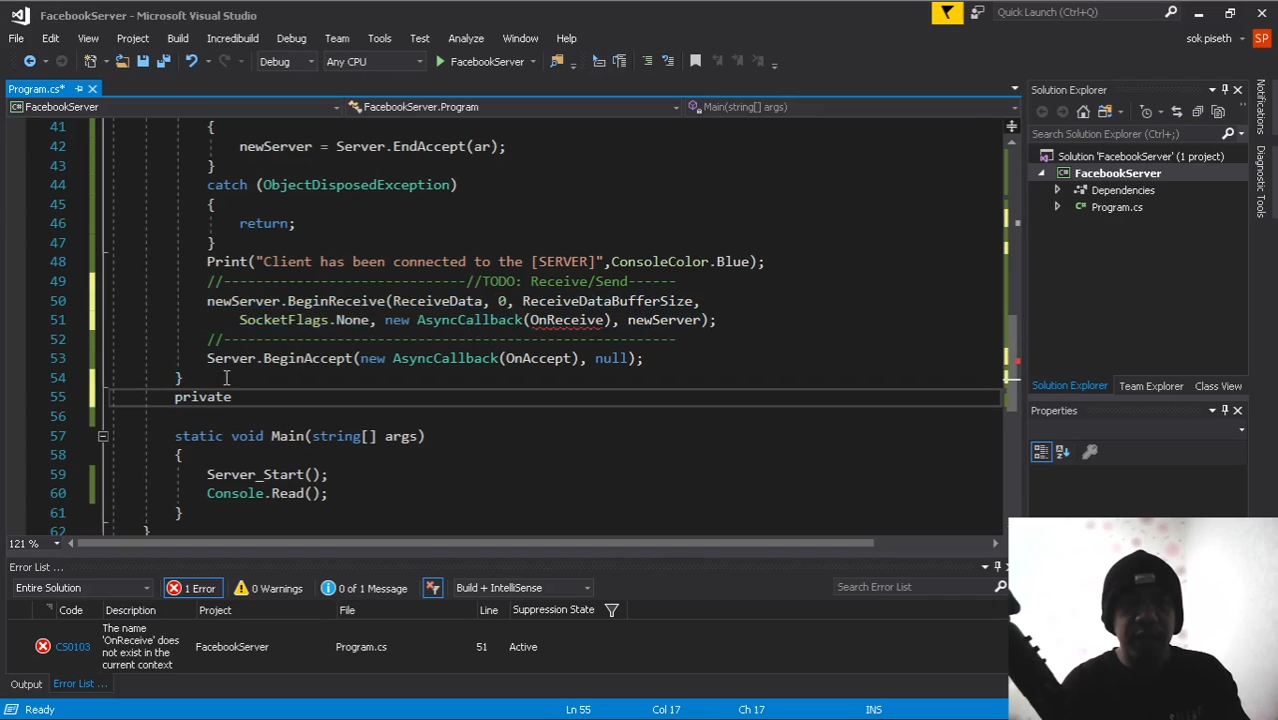 FacebookServer - Microsoft Visual Studio
Quick Launch (Ctrl+Q)
File Edit View Project Build Incredibuild Debug Team Tools Test Analyze Window Help
sok piseth SP
Debug Any CPU FacebookServer
Program.cs*
FacebookServer FacebookServer.Program Main(string[] args)
41 {
42 newServer = Server.EndAccept(ar);
43 }
44 catch (ObjectDisposedException)
45 {
46 return;
47 }
48 Print("Client has been connected to the [SERVER]",ConsoleColor.Blue);
49 //------------------------------//TODO: Receive/Send------
50 newServer.BeginReceive(ReceiveData, 0, ReceiveDataBufferSize,
51 SocketFlags.None, new AsyncCallback(OnReceive), newServer);
52 //--------------------------------------------------------
53 Server.BeginAccept(new AsyncCallback(OnAccept), null);
54 }
55 private
56
57 static void Main(string[] args)
58 {
59 Server_Start();
60 Console.Read();
61 }
62 }
121 %
Solution Explorer
Search Solution Explorer (Ctrl+;)
Solution 'FacebookServer' (1 project)
FacebookServer
Dependencies
Program.cs
Solution Explorer Team Explorer Class View
Properties
Notifications
Diagnostic Tools
Error List ...
Entire Solution 1 Error 0 Warnings 0 of 1 Message Build + IntelliSense Search Error List
Code Description Project File Line Suppression State
CS0103 The name 'OnReceive' does not exist in the current context FacebookServer Program.cs 51 Active
Output Error List ...
Ready Ln 55 Col 17 Ch 17 INS